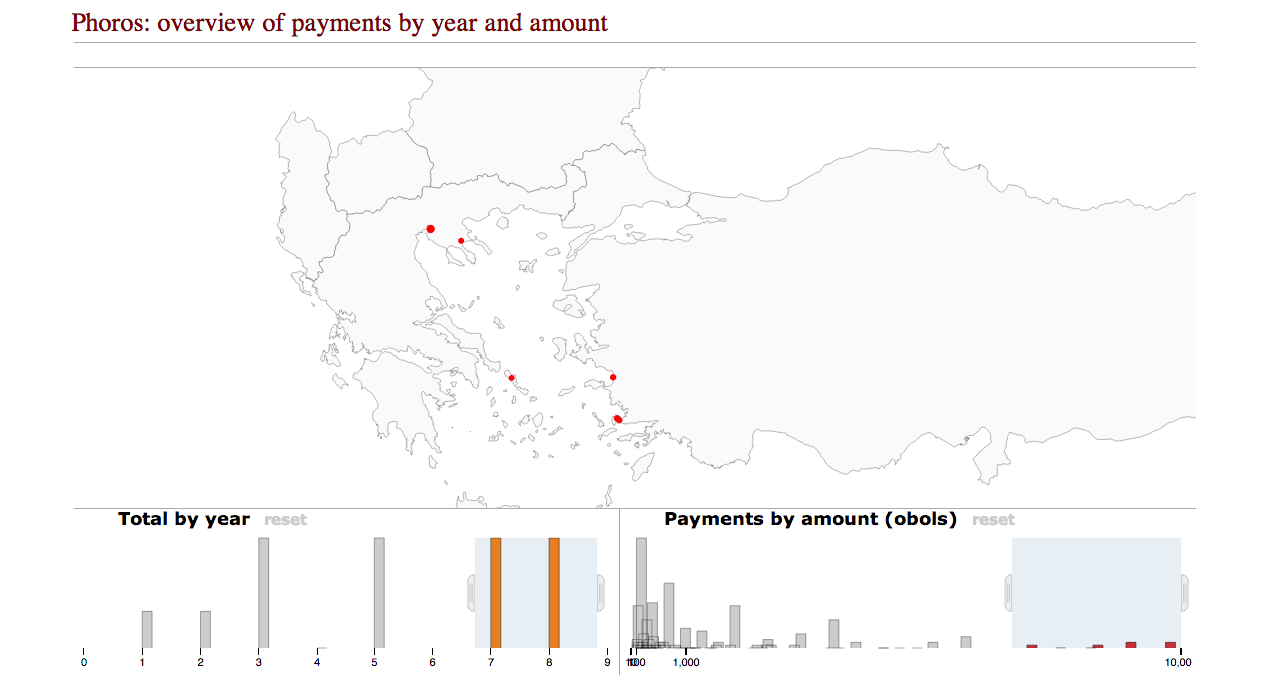 Phoros: overview of payments by year and amount
Total by year reset
Payments by amount (obols) reset
0 1 2 3 4 5 6 7 8 9
1,000 10,00